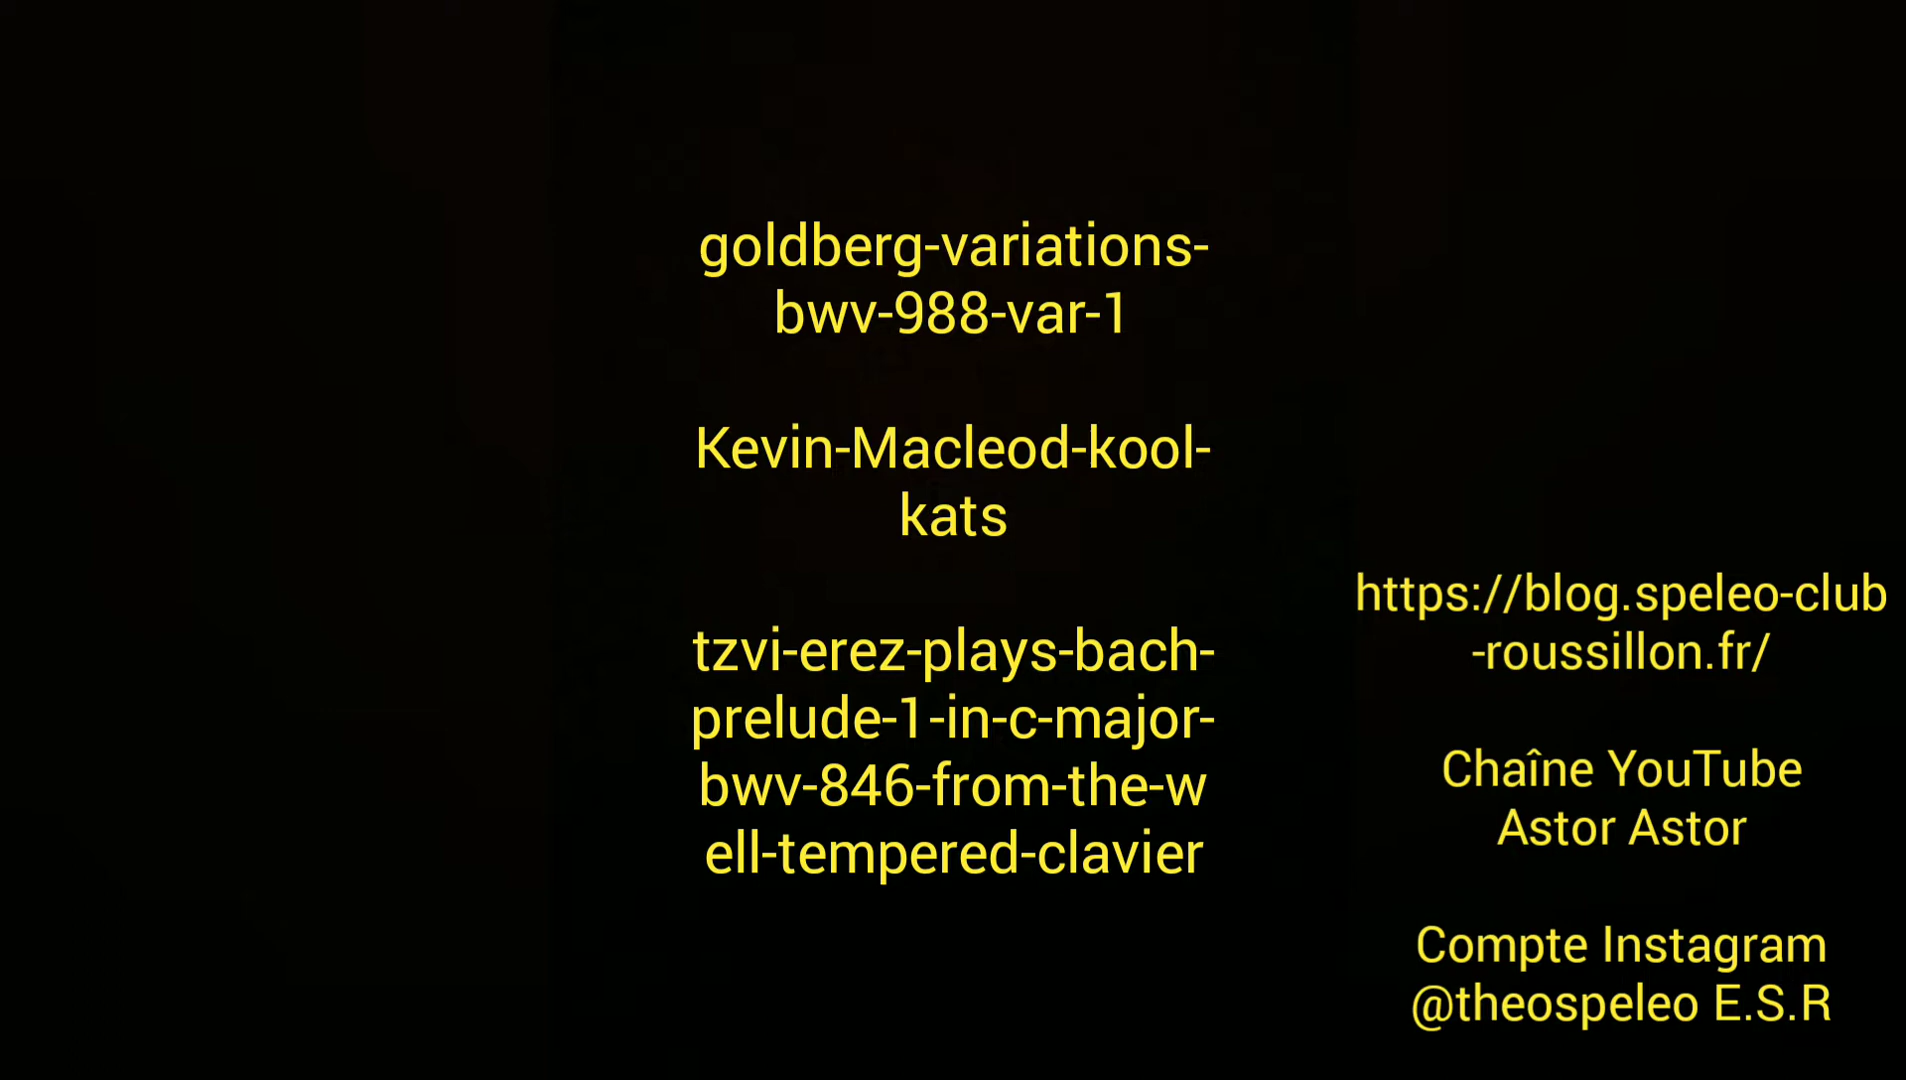 goldberg-variations-
bwv-988-var-1
Kevin-Macleod-kool-
kats
tzvi-erez-plays-bach-
prelude-1-in-c-major-
bwv-846-from-the-w
ell-tempered-clavier
https://blog.speleo-club
-roussillon.fr/
Chaîne YouTube
Astor Astor
Compte Instagram
@theospeleo E.S.R